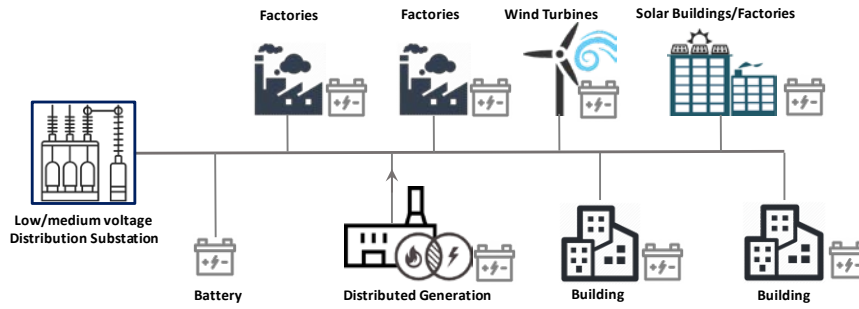 Factories
Factories
Wind Turbines
Solar Buildings/Factories
Low/medium voltage
Distribution Substation
Battery
Distributed Generation
Building
Building